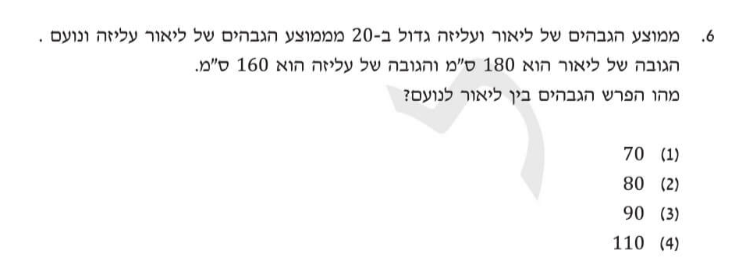 6. ממוצע הגבהים של ליאור ועליזה גדול ב-20 מממוצע הגבהים של עליזה ונועם .
הגובה של ליאור הוא 180 ס"מ והגובה של עליזה הוא 160 ס"מ.
מהו הפרש הגבהים בין ליאור לנועם?
(1) 70
(2) 80
(3) 90
(4) 110